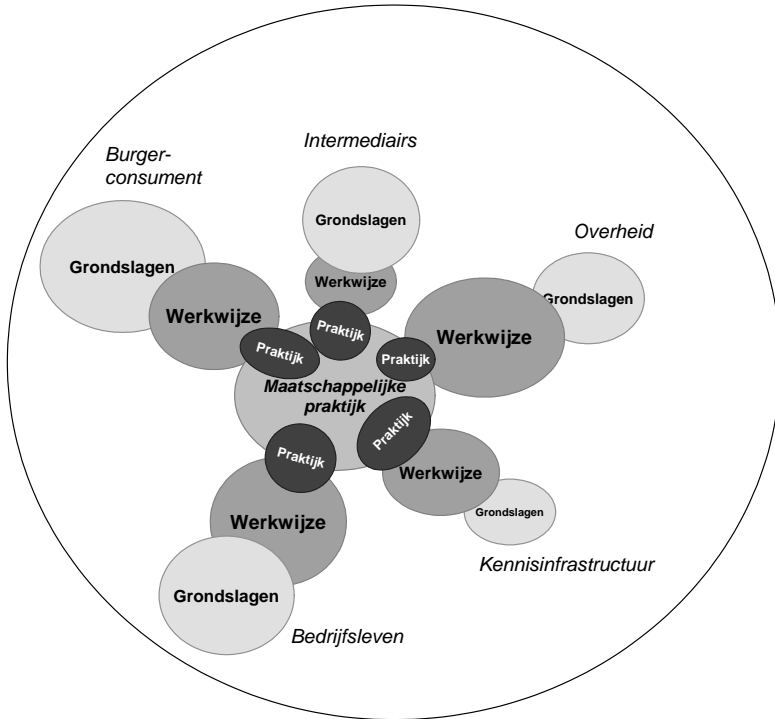 Intermediairs
Burger-
consument
Grondslagen
Overheid
Grondslagen
Werkwijze
Grondslagen
Werkwijze
Praktijk
Werkwijze
Praktijk
Praktijk
Maatschappelijke
praktijk
Praktijk
Praktijk
Werkwijze
Grondslagen
Werkwijze
Kennisinfrastructuur
Grondslagen
Bedrijfsleven